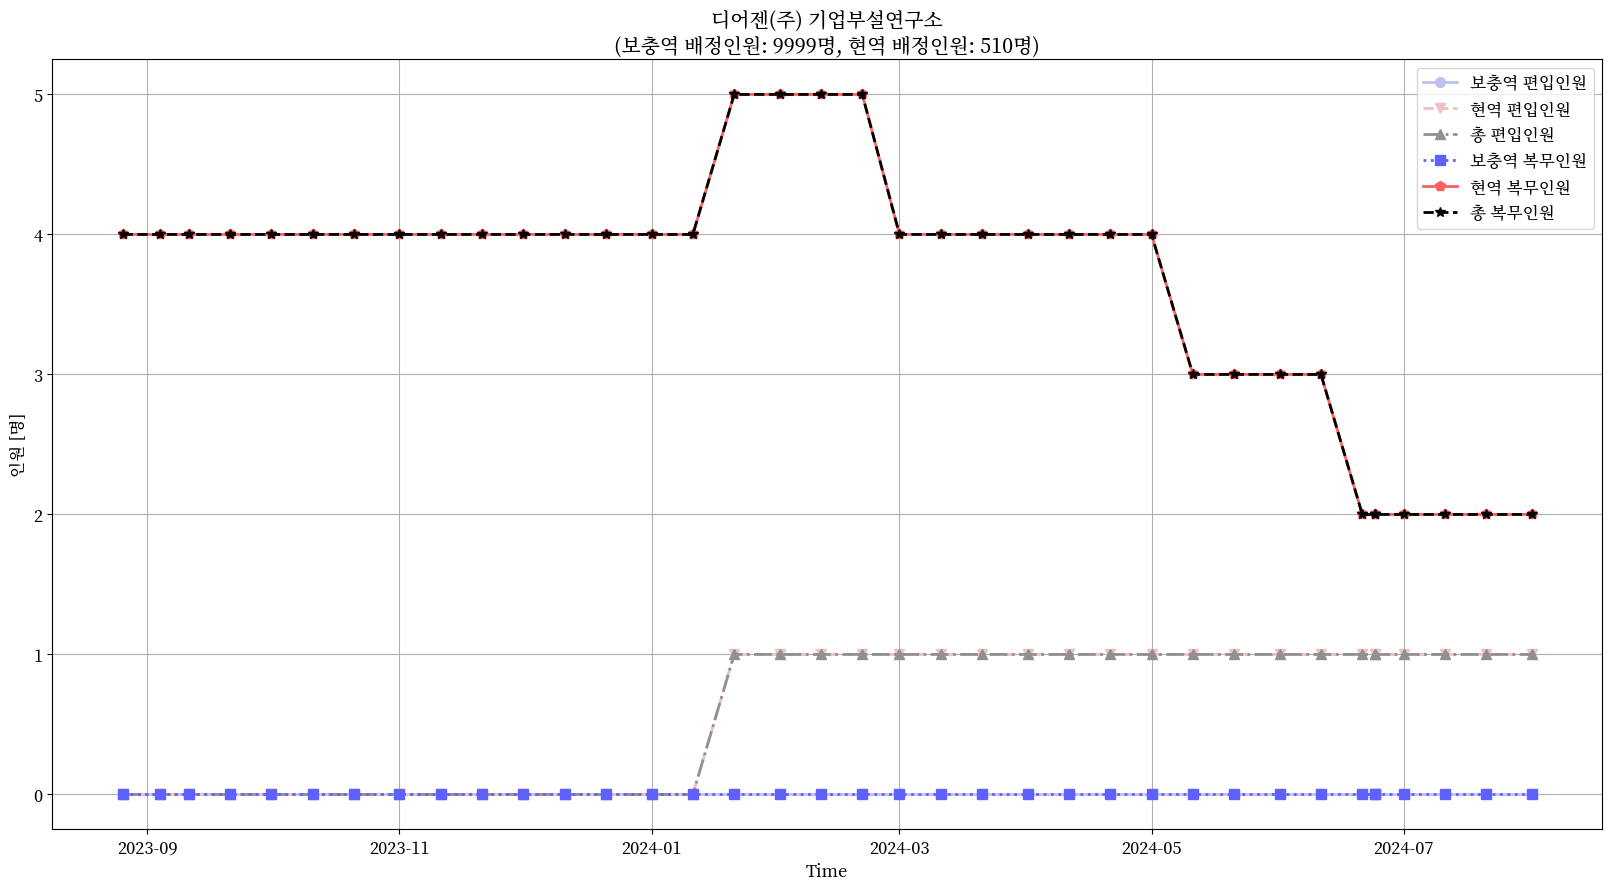 디어젠(주) 기업부설연구소
(보충역 배정인원: 9999명, 현역 배정인원: 510명)
보충역 편입인원
현역 편입인원
총 편입인원
보충역 복무인원
현역 복무인원
총 복무인원
인원 [명]
5
4
3
2
1
0
2023-09
2023-11
2024-01
2024-03
2024-05
2024-07
Time